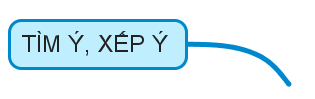 TÌM Ý, XẾP Ý